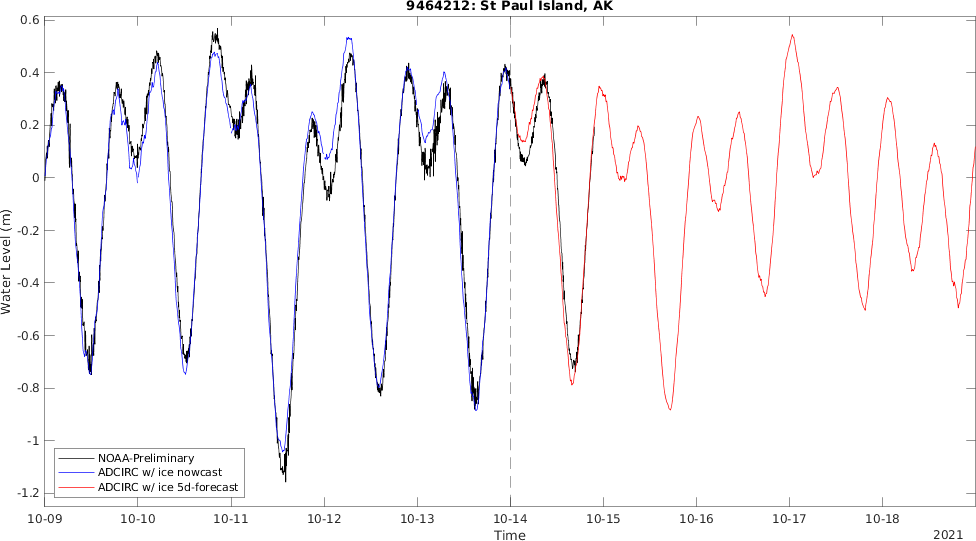 9464212: St Paul Island, AK
0.6
0.4
0.2
0
-0.2
-0.4
-0.6
-0.8
-1
-1.2
Water Level (m)
NOAA-Preliminary
ADCIRC w/ ice nowcast
ADCIRC w/ ice 5d-forecast
10-09 10-10 10-11 10-12 10-13 10-14 10-15 10-16 10-17 10-18
Time
2021